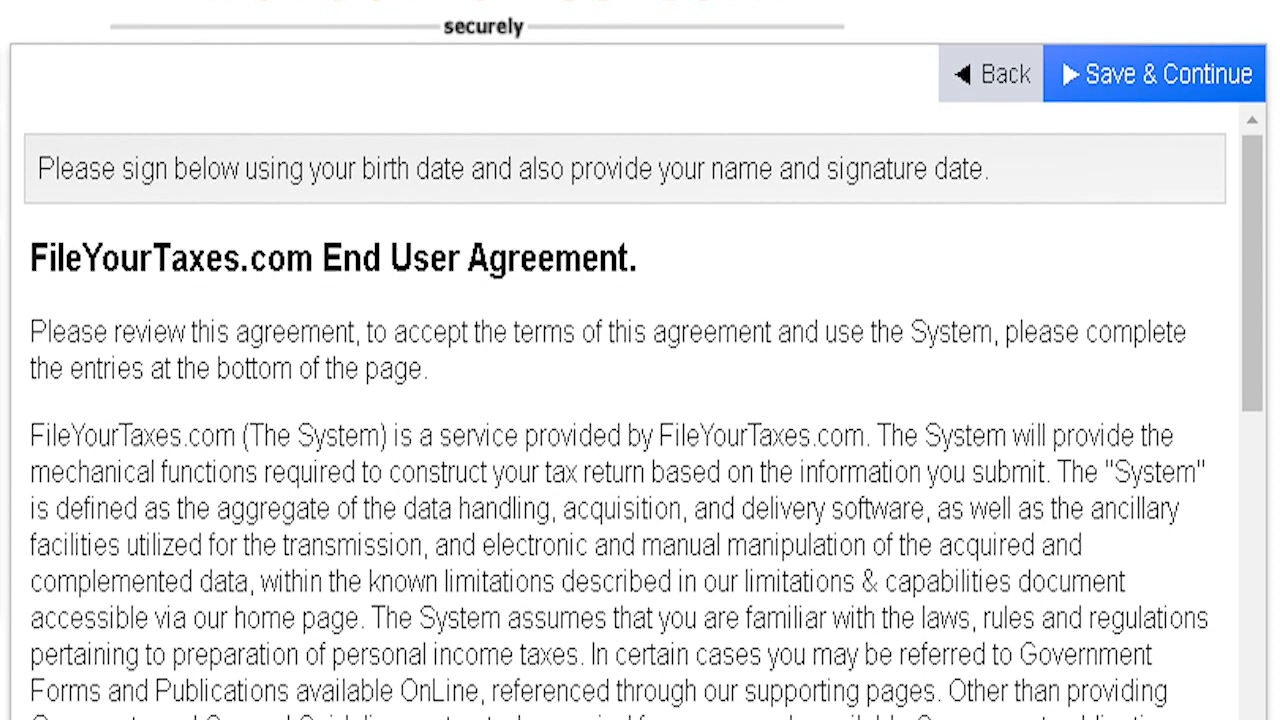 securely
Back
Save & Continue
Please sign below using your birth date and also provide your name and signature date.
FileYourTaxes.com End User Agreement.
Please review this agreement, to accept the terms of this agreement and use the System, please complete
the entries at the bottom of the page.
FileYourTaxes.com (The System) is a service provided by FileYourTaxes.com. The System will provide the
mechanical functions required to construct your tax return based on the information you submit. The "System"
is defined as the aggregate of the data handling, acquisition, and delivery software, as well as the ancillary
facilities utilized for the transmission, and electronic and manual manipulation of the acquired and
complemented data, within the known limitations described in our limitations & capabilities document
accessible via our home page. The System assumes that you are familiar with the laws, rules and regulations
pertaining to preparation of personal income taxes. In certain cases you may be referred to Government
Forms and Publications available OnLine, referenced through our supporting pages. Other than providing